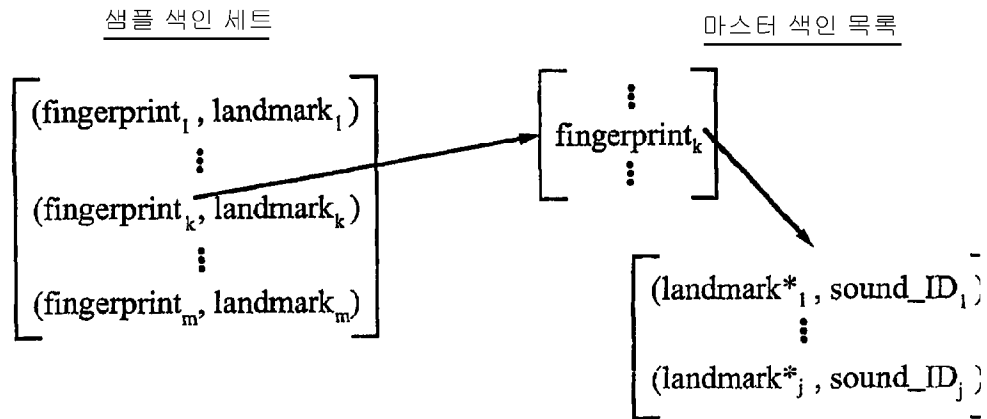 샘플 색인 세트
(fingerprint₁, landmark₁)
⋮
(fingerprintₖ, landmarkₖ)
⋮
(fingerprintₘ, landmarkₘ)
마스터 색인 목록
⋮
fingerprintₖ
⋮
(landmark*₁, sound_ID₁)
⋮
(landmark*ⱼ, sound_IDⱼ)